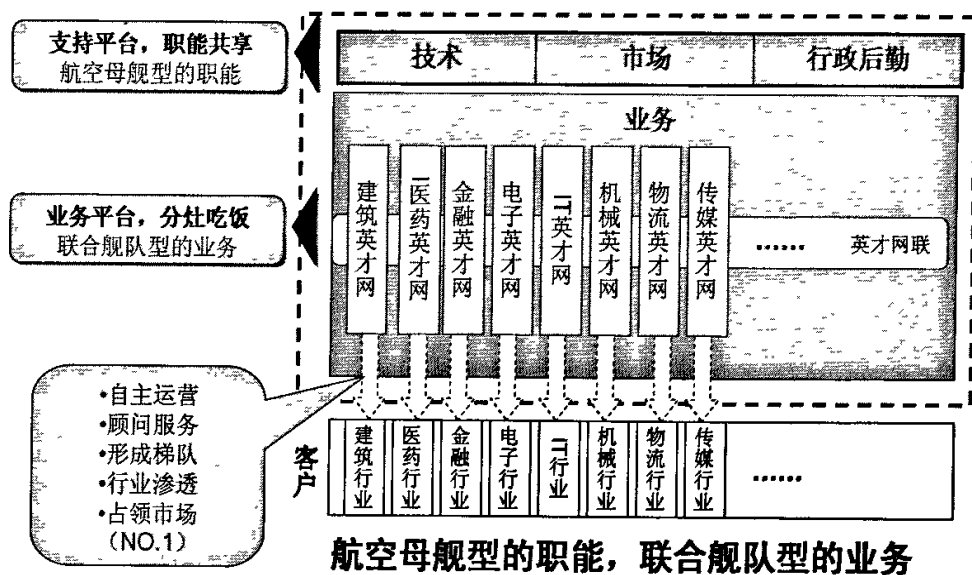 支持平台，职能共享
航空母舰型的职能
技术
市场
行政后勤
业务
业务平台，分灶吃饭
联合舰队型的业务
建筑英才网
医药英才网
金融英才网
电子英才网
IT英才网
机械英才网
物流英才网
传媒英才网
……
英才网联
•自主运营
•顾问服务
•形成梯队
•行业渗透
•占领市场
（NO.1）
客户
建筑行业
医药行业
金融行业
电子行业
IT行业
机械行业
物流行业
传媒行业
……
航空母舰型的职能，联合舰队型的业务